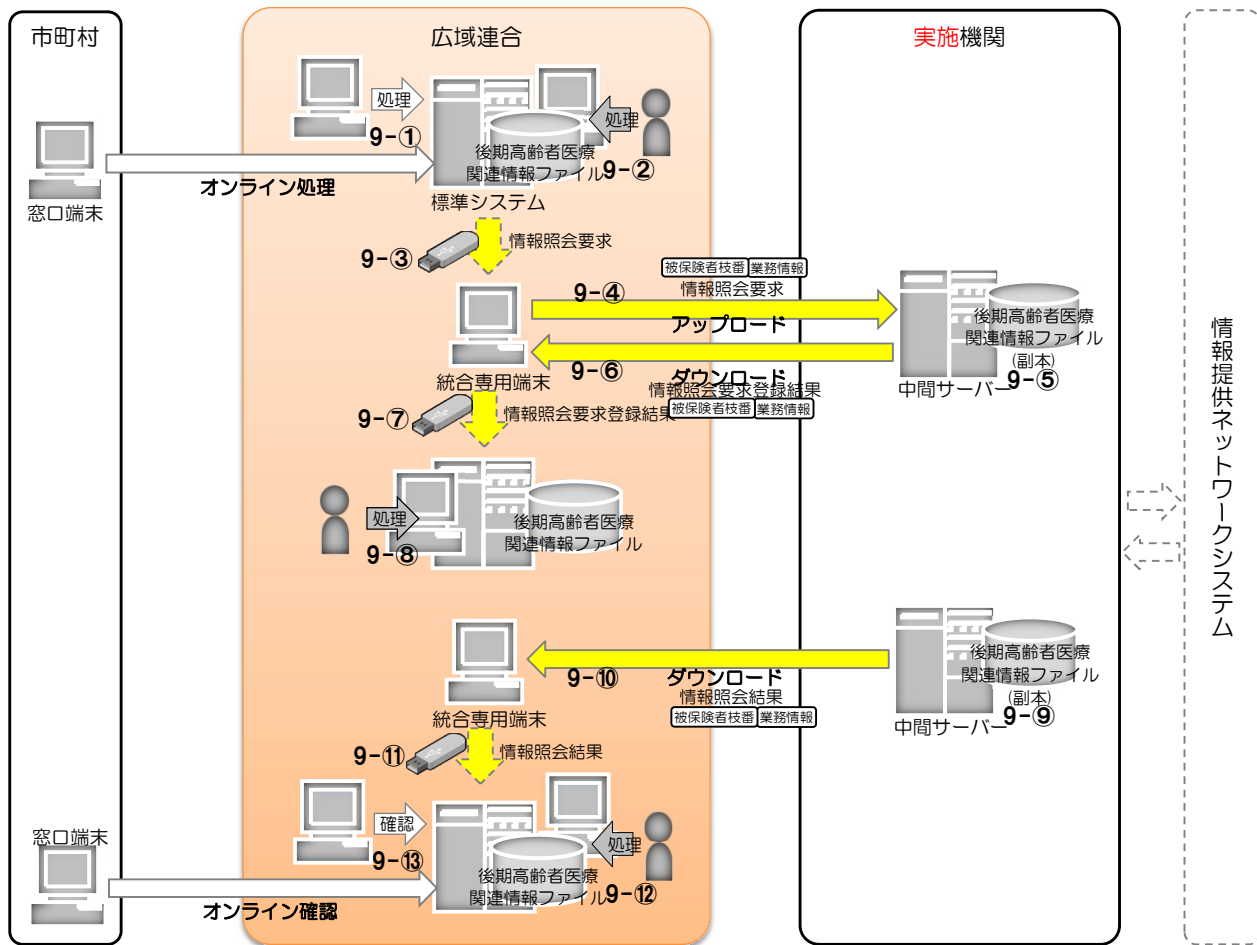 市町村
広域連合
実施機関
処理
9-①
処理
後期高齢者医療
関連情報ファイル
9-②
オンライン処理
窓口端末
標準システム
9-③
情報照会要求
被保険者枝番 業務情報
9-④
情報照会要求
アップロード
後期高齢者医療
関連情報ファイル
(副本)
9-⑤
中間サーバー
9-⑥
ダウンロード
情報照会要求登録結果
被保険者枝番 業務情報
統合専用端末
9-⑦
情報照会要求登録結果
情報提供ネットワークシステム
処理
9-⑧
後期高齢者医療
関連情報ファイル
後期高齢者医療
関連情報ファイル
(副本)
9-⑨
中間サーバー
9-⑩
ダウンロード
情報照会結果
被保険者枝番 業務情報
統合専用端末
9-⑪
情報照会結果
窓口端末
確認
9-⑬
処理
後期高齢者医療
関連情報ファイル
9-⑫
オンライン確認